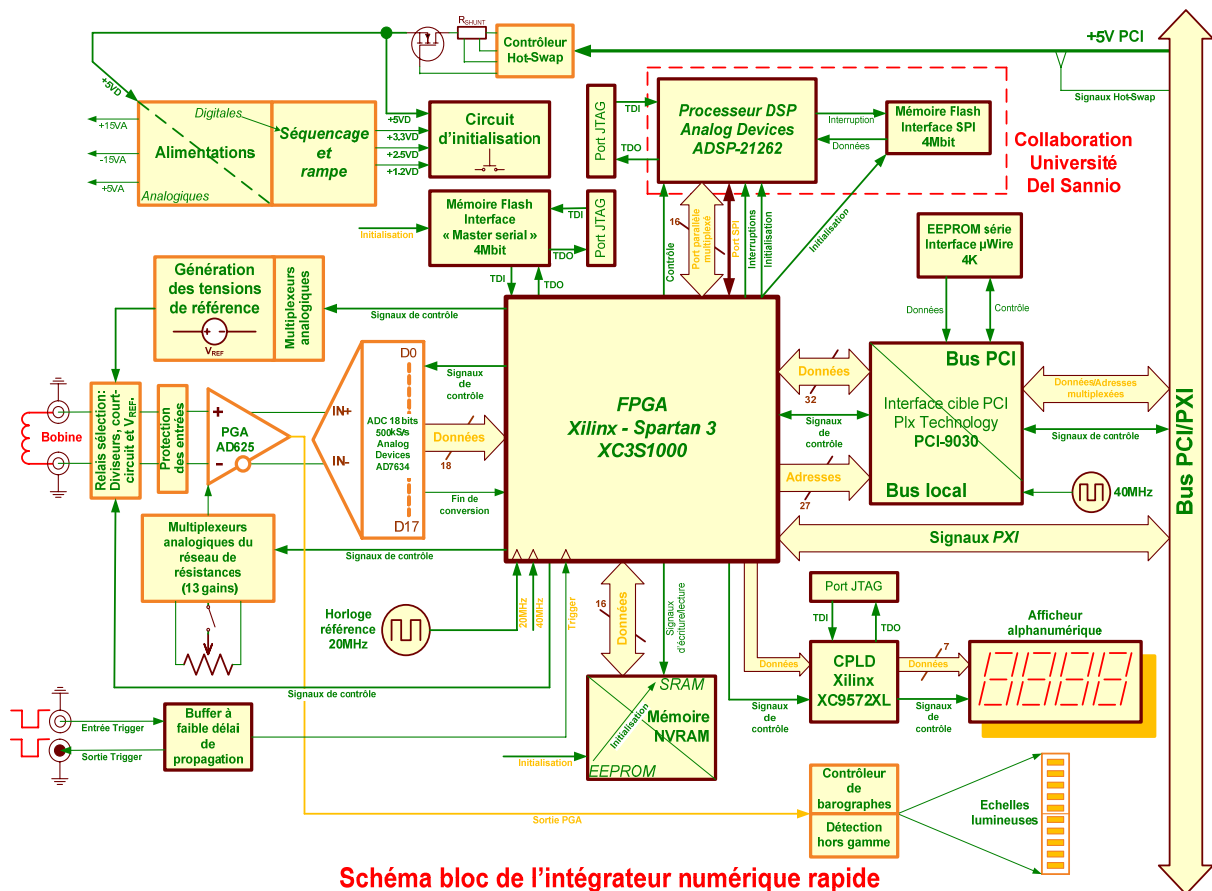 R_SHUNT
Contrôleur
Hot-Swap
+5V PCI
Signaux Hot-Swap
+5VD
+15VA
-15VA
+5VA
Digitales
Alimentations
Analogiques
Séquencage
et
rampe
+5VD
+3.3VD
+2.5VD
+1.2VD
Circuit
d'initialisation
Port JTAG
TDI
TDO
Processeur DSP
Analog Devices
ADSP-21262
Interruption
Données
Mémoire Flash
Interface SPI
4Mbit
Collaboration
Université
Del Sannio
Initialisation
Mémoire Flash
Interface
« Master serial »
4Mbit
TDI
TDO
Port JTAG
TDI
TDO
Contrôle
16
Port parallèle
multiplexé
Port SPI
Interruptions
Initialisation
Initialisation
EEPROM série
Interface µWire
4K
Données
Contrôle
Génération
des tensions
de référence
V_REF
Multiplexeurs
analogiques
Signaux de contrôle
Bobine
Relais sélection:
Diviseurs, court-
circuit et V_REF,
Protection
des entrées
+
-
PGA
AD625
IN+
IN-
D0
ADC 18 bits
500kS/s
Analog
Devices
AD7634
D17
Signaux
de
contrôle
Données
18
Fin de
conversion
FPGA
Xilinx - Spartan 3
XC3S1000
Données
32
Signaux
de
contrôle
Adresses
27
Bus PCI
Interface cible PCI
Plx Technology
PCI-9030
Bus local
Données/Adresses
multiplexées
Signaux de contrôle
40MHz
Signaux PXI
Bus PCI/PXI
Multiplexeurs
analogiques du
réseau de
résistances
(13 gains)
Signaux de contrôle
Horloge
référence
20MHz
20MHz
40MHz
Trigger
16
Données
Signaux
d'écriture/lecture
Signaux de contrôle
Entrée Trigger
Sortie Trigger
Buffer à
faible délai
de
propagation
Initialisation
SRAM
Initialisation
Mémoire
NVRAM
EEPROM
Port JTAG
TDI
TDO
Données
Signaux
de
contrôle
CPLD
Xilinx
XC9572XL
7
Données
Signaux de
contrôle
Afficheur
alphanumérique
Sortie PGA
Contrôleur
de
barographes
Détection
hors gamme
Echelles
lumineuses
Schéma bloc de l'intégrateur numérique rapide